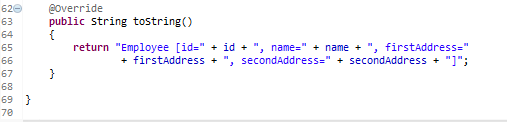 62 @Override
63 public String toString()
64 {
65 return "Employee [id=" + id + ", name=" + name + ", firstAddress="
66 + firstAddress + ", secondAddress=" + secondAddress + "]";
67 }
68
69 }
70